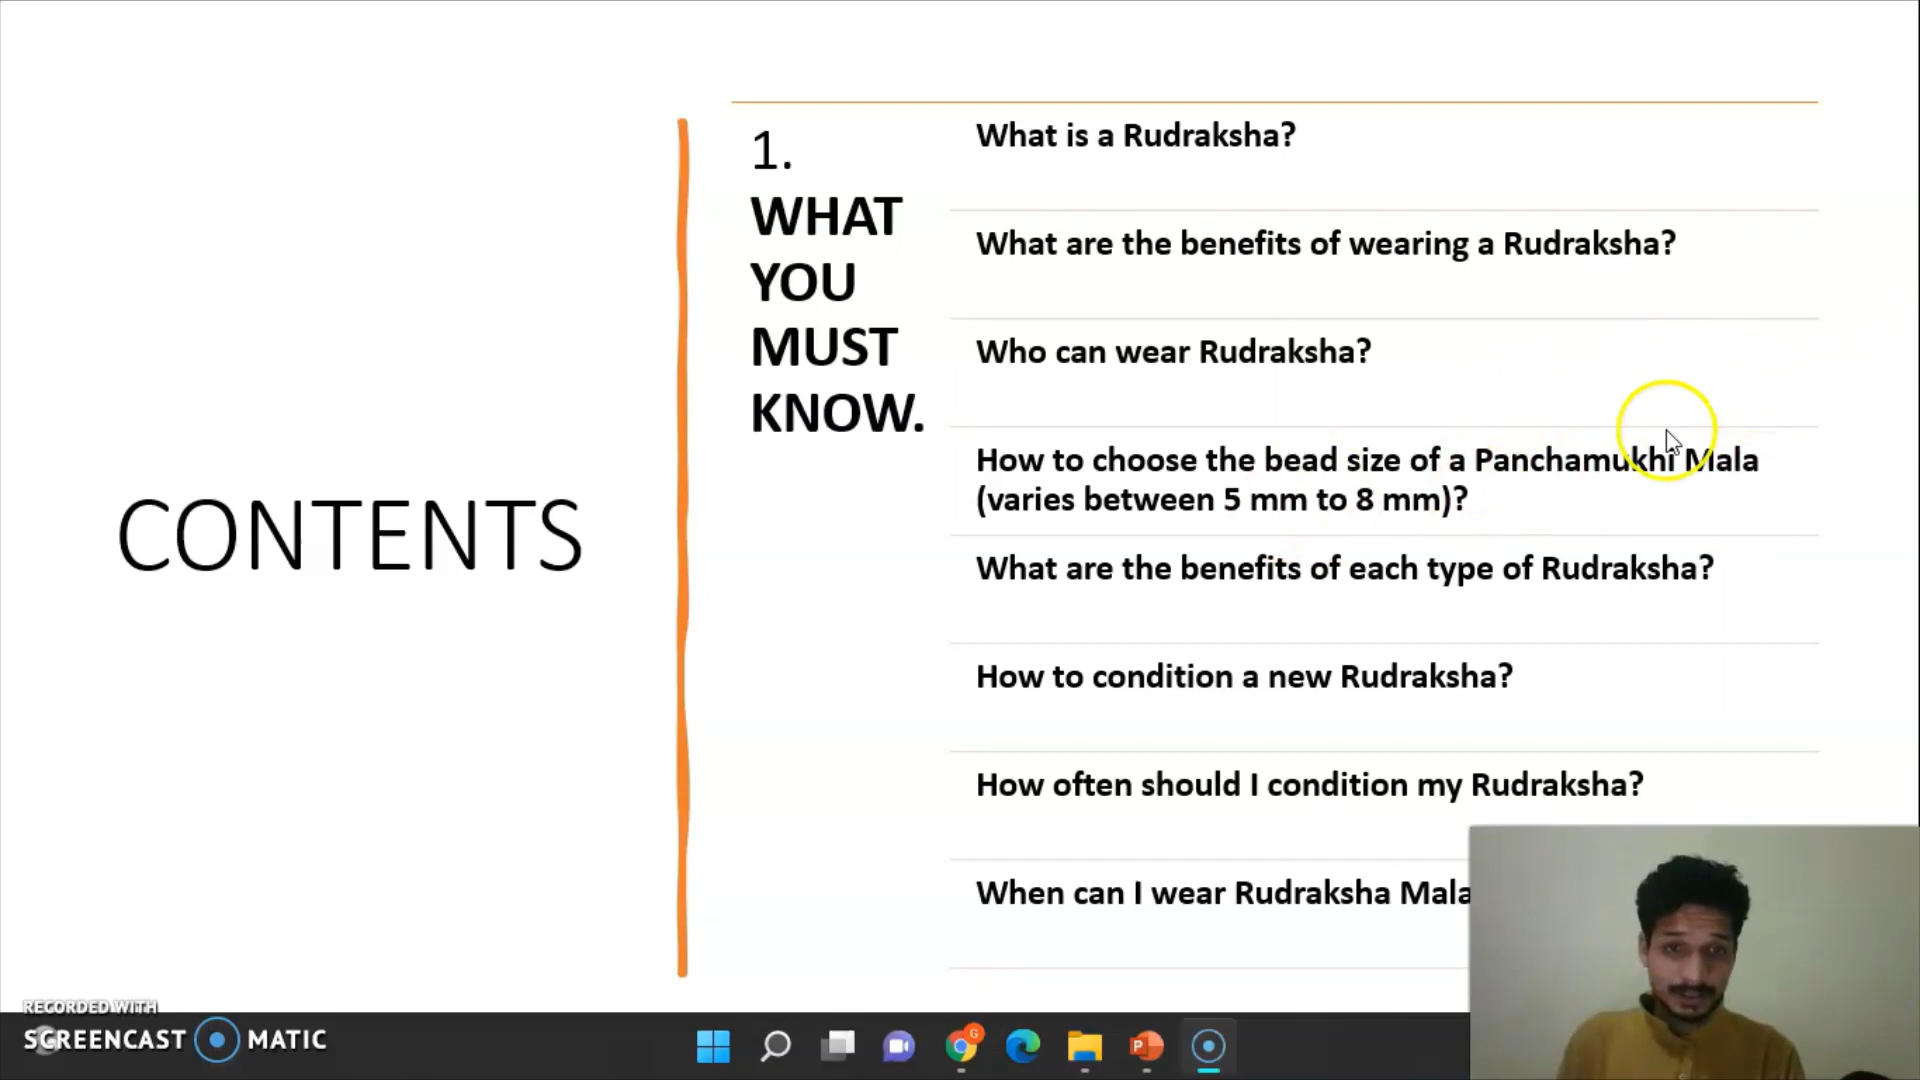 CONTENTS
1.
WHAT
YOU
MUST
KNOW.
What is a Rudraksha?
What are the benefits of wearing a Rudraksha?
Who can wear Rudraksha?
How to choose the bead size of a Panchamukhi Mala
(varies between 5 mm to 8 mm)?
What are the benefits of each type of Rudraksha?
How to condition a new Rudraksha?
How often should I condition my Rudraksha?
When can I wear Rudraksha Mala
RECORDED WITH
SCREENCAST MATIC
G
P